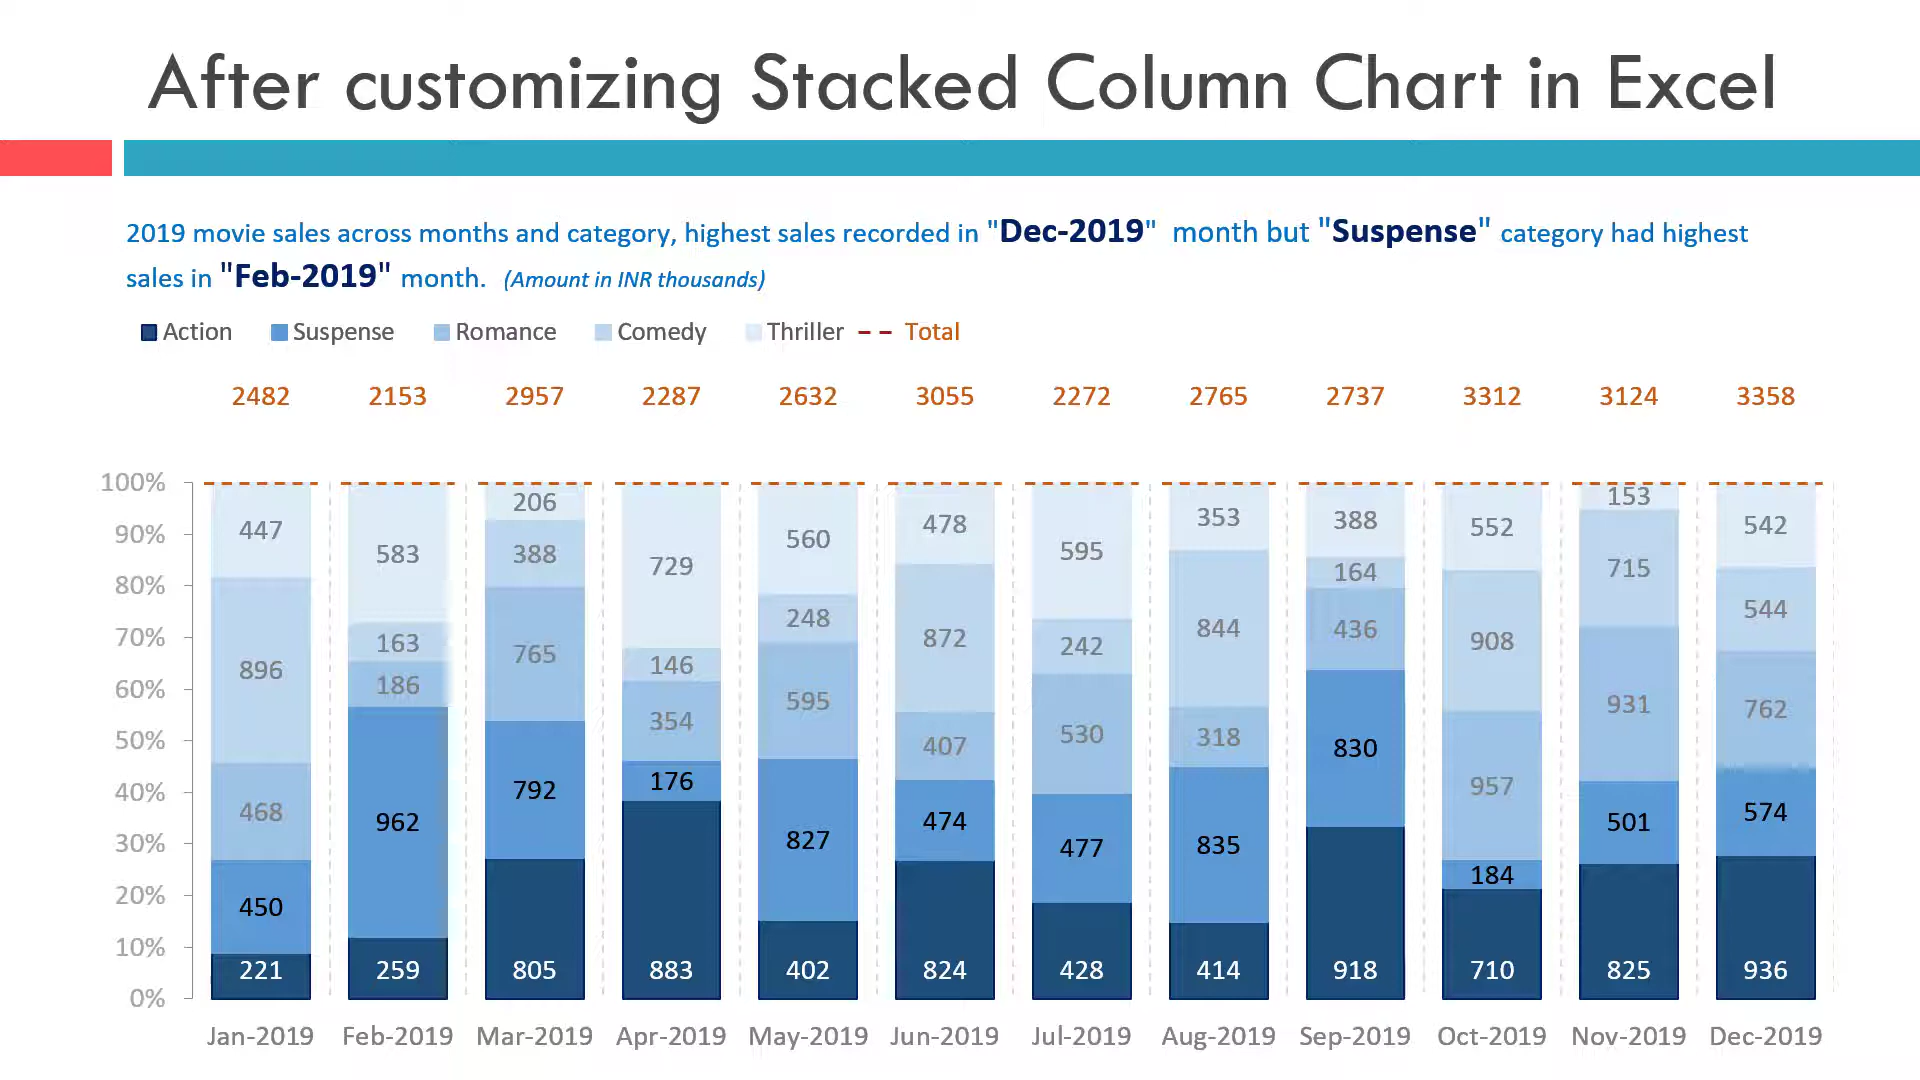 After customizing Stacked Column Chart in Excel
2019 movie sales across months and category, highest sales recorded in "Dec-2019" month but "Suspense" category had highest
sales in "Feb-2019" month. (Amount in INR thousands)
Action Suspense Romance Comedy Thriller Total
2482 2153 2957 2287 2632 3055 2272 2765 2737 3312 3124 3358
100%
90%
80%
70%
60%
50%
40%
30%
20%
10%
0%
447 583 206 729 560 478 595 353 388 552 153 542
896 163 388 146 248 872 242 844 164 908 715 544
468 186 765 354 595 407 530 318 436 957 931 762
450 962 792 176 827 474 477 835 830 184 501 574
221 259 805 883 402 824 428 414 918 710 825 936
Jan-2019 Feb-2019 Mar-2019 Apr-2019 May-2019 Jun-2019 Jul-2019 Aug-2019 Sep-2019 Oct-2019 Nov-2019 Dec-2019